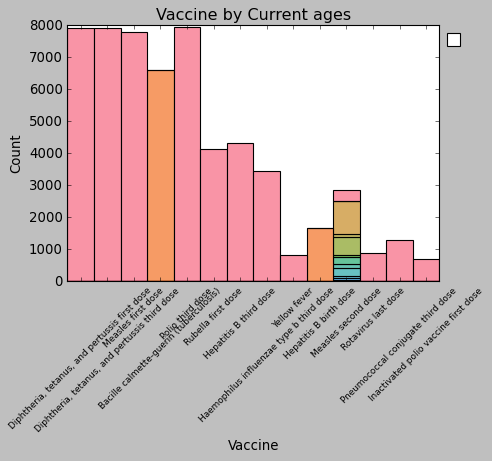 Vaccine by Current ages
8000
7000
6000
5000
4000
3000
2000
1000
0
Count
Diphtheria, tetanus, and pertussis first dose
Measles first dose
Diphtheria, tetanus, and pertussis third dose
Bacille calmette-guerin (tuberculosis)
Polio third dose
Rubella first dose
Hepatitis B third dose
Haemophilus influenzae type b third dose
Yellow fever
Hepatitis B birth dose
Measles second dose
Rotavirus last dose
Pneumococcal conjugate third dose
Inactivated polio vaccine first dose
Vaccine